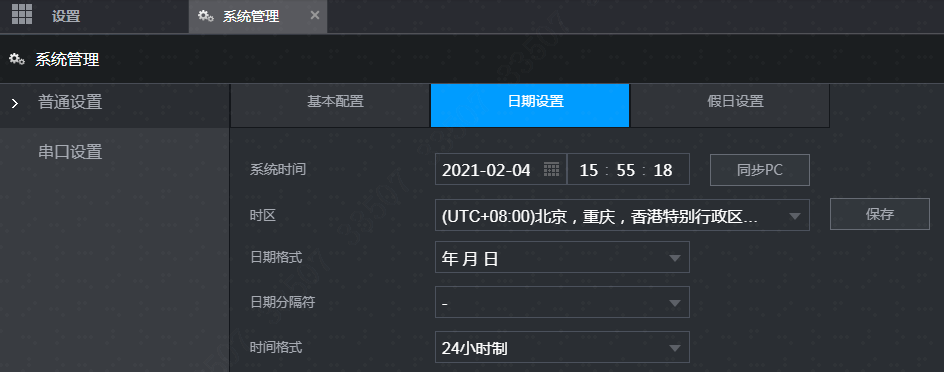 设置
系统管理
系统管理
普通设置
串口设置
基本配置
日期设置
假日设置
系统时间
2021-02-04
15 : 55 : 18
同步PC
时区
(UTC+08:00)北京，重庆，香港特别行政区...
保存
日期格式
年 月 日
日期分隔符
-
时间格式
24小时制